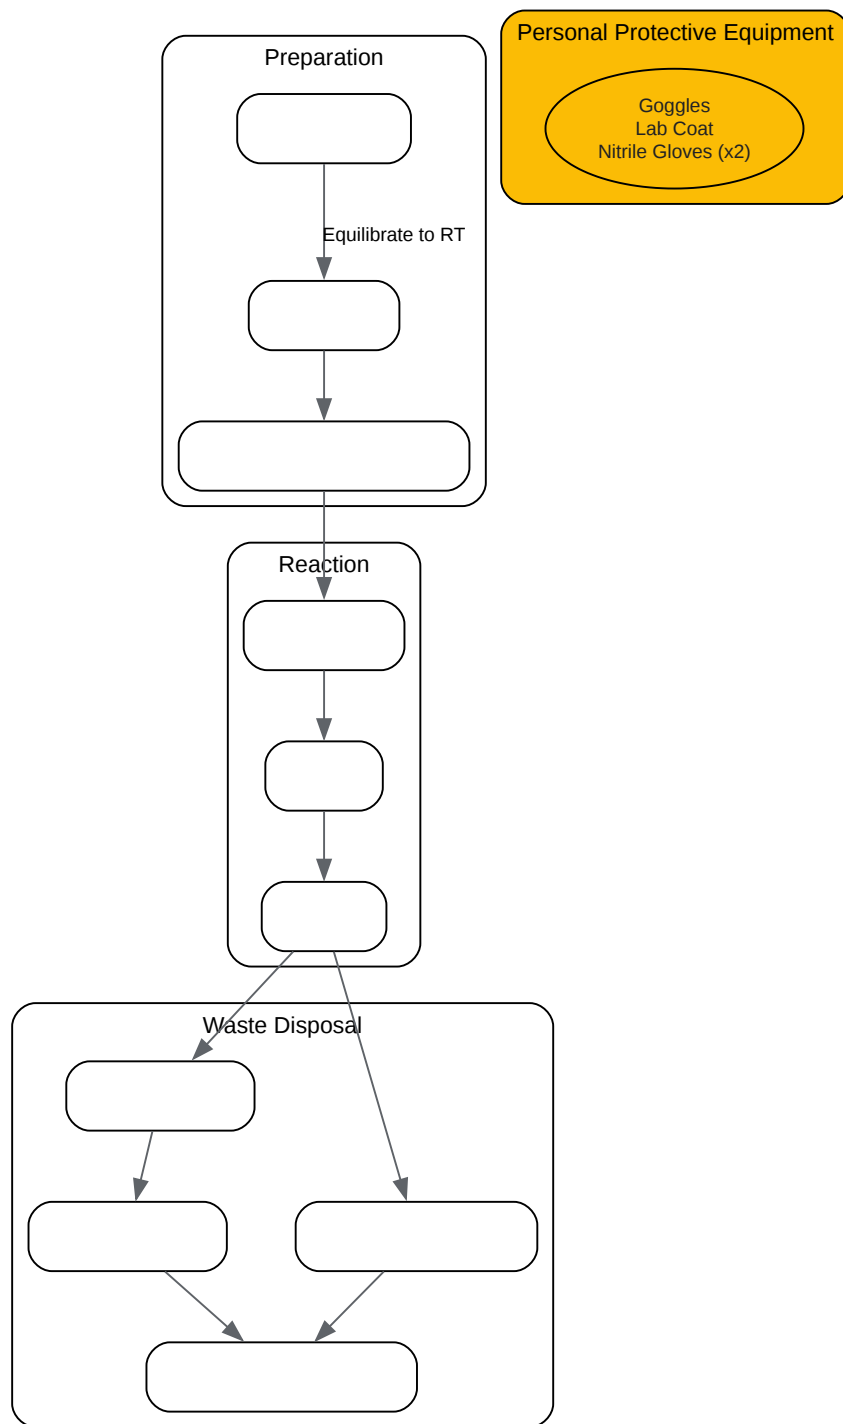 Personal Protective Equipment
Goggles
Lab Coat
Nitrile Gloves (x2)
Preparation
Equilibrate to RT
Reaction
Waste Disposal